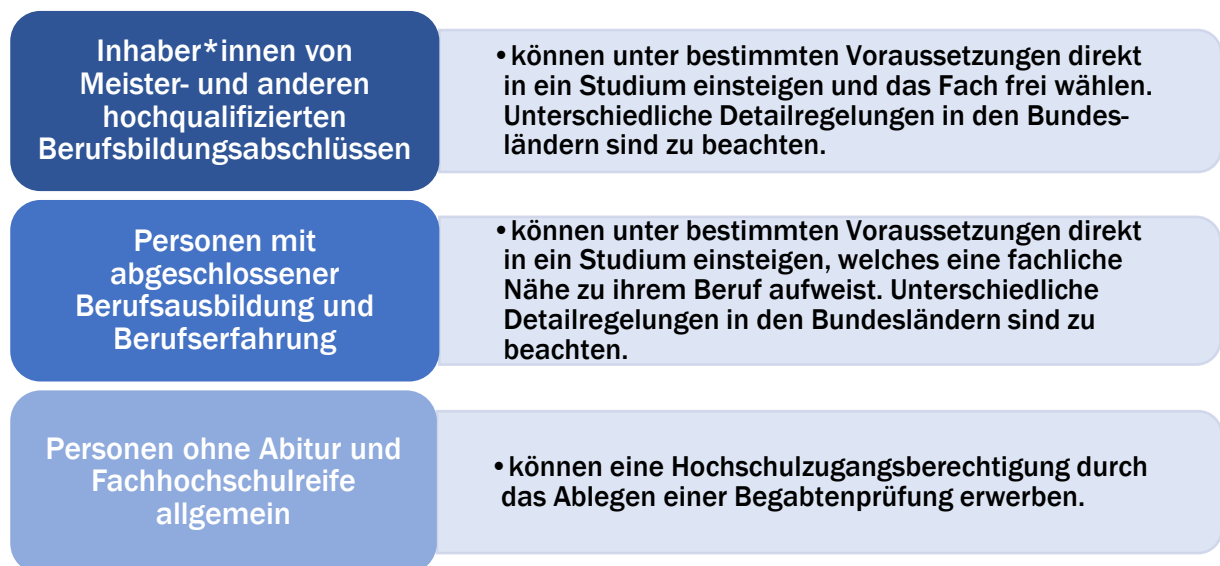 Inhaber*innen von
Meister- und anderen
hochqualifizierten
Berufsbildungsabschlüssen
• können unter bestimmten Voraussetzungen direkt
in ein Studium einsteigen und das Fach frei wählen.
Unterschiedliche Detailregelungen in den Bundes-
ländern sind zu beachten.
Personen mit
abgeschlossener
Berufsausbildung und
Berufserfahrung
• können unter bestimmten Voraussetzungen direkt
in ein Studium einsteigen, welches eine fachliche
Nähe zu ihrem Beruf aufweist. Unterschiedliche
Detailregelungen in den Bundesländern sind zu
beachten.
Personen ohne Abitur und
Fachhochschulreife
allgemein
• können eine Hochschulzugangsberechtigung durch
das Ablegen einer Begabtenprüfung erwerben.